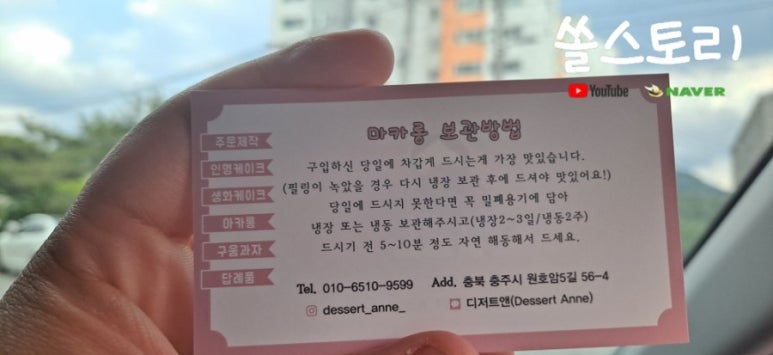 쏠스토리
YouTube NAVER
마카롱 보관방법
주문제작
인형케이크
생화케이크
마카롱
구움과자
답례품
구입하신 당일에 차갑게 드시는게 가장 맛있습니다.
(필링이 녹았을 경우 다시 냉장 보관 후에 드셔야 맛있어요!)
당일에 드시지 못한다면 꼭 밀폐용기에 담아
냉장 또는 냉동 보관해주시고(냉장2~3일/냉동2주)
드시기 전 5~10분 정도 자연 해동해서 드세요.
Tel. 010-6510-9599 Add. 충북 충주시 원호암5길 56-4
dessert_anne_ 디저트앤(Dessert Anne)